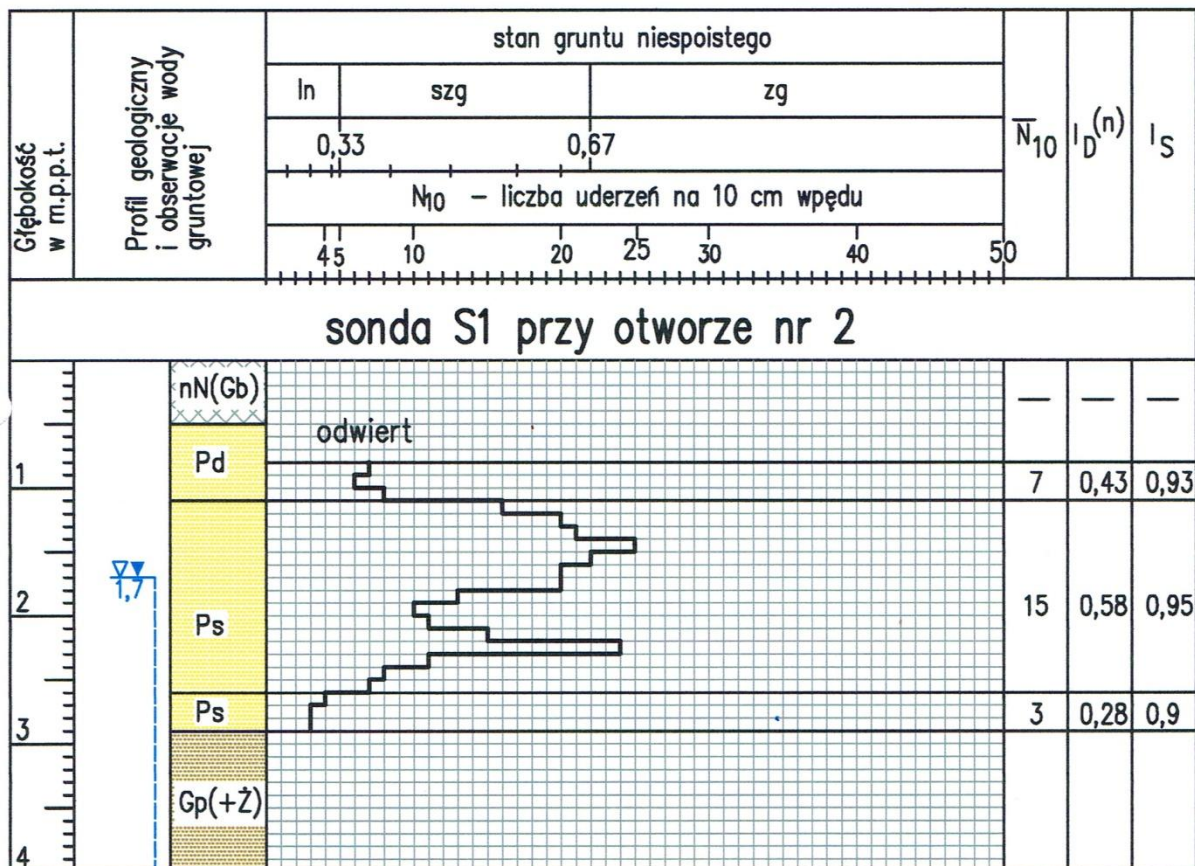 Głębokość
w m.p.p.t.
Profil geologiczny
i obserwacje wody
gruntowej
stan gruntu niespoistego
ln szg zg
0,33 0,67
N10 – liczba uderzeń na 10 cm wpędu
4 5 10 20 25 30 40 50
N10 ID(n) IS
sonda S1 przy otworze nr 2
nN(Gb) — — —
odwiert
Pd
1 7 0,43 0,93
1,7
2 Ps 15 0,58 0,95
Ps 3 0,28 0,9
3
Gp(+Ż)
4